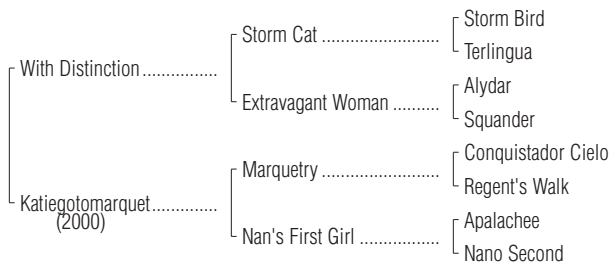 Storm Bird
Storm Cat ........................
Terlingua
With Distinction ...............
Alydar
Extravagant Woman ..........
Squander
Conquistador Cielo
Marquetry ........................
Regent's Walk
Katiegotomarquet .............
(2000)
Apalachee
Nan's First Girl ................
Nano Second